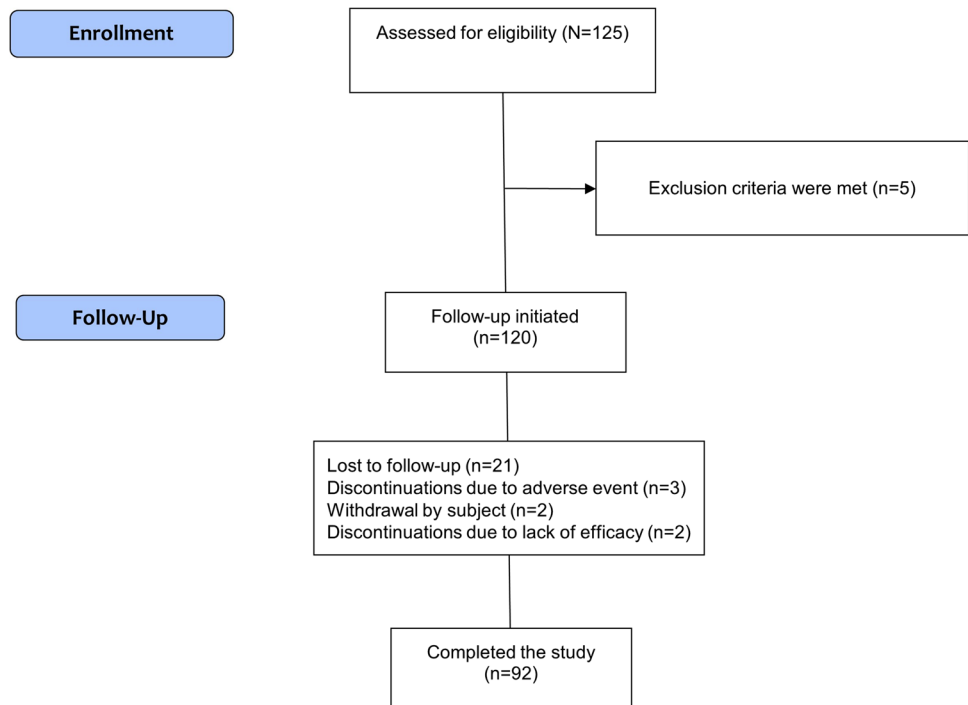 Enrollment
Assessed for eligibility (N=125)
Exclusion criteria were met (n=5)
Follow-Up
Follow-up initiated
(n=120)
Lost to follow-up (n=21)
Discontinuations due to adverse event (n=3)
Withdrawal by subject (n=2)
Discontinuations due to lack of efficacy (n=2)
Completed the study
(n=92)